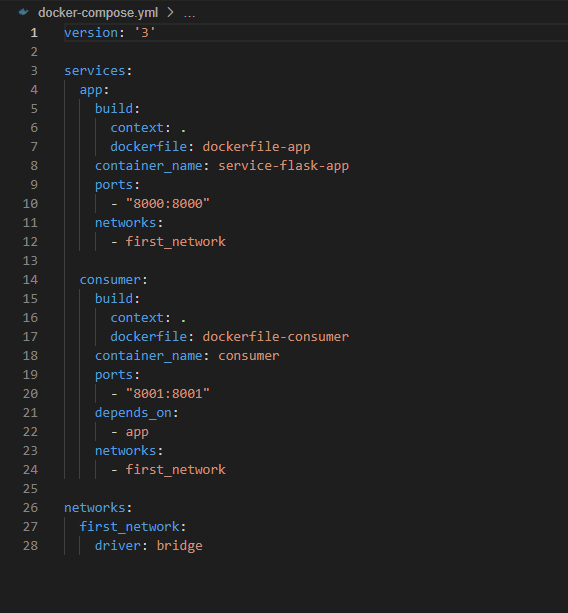 docker-compose.yml > ...
1 version: '3'
2
3 services:
4   app:
5     build:
6       context: .
7       dockerfile: dockerfile-app
8     container_name: service-flask-app
9     ports:
10       - "8000:8000"
11     networks:
12       - first_network
13
14   consumer:
15     build:
16       context: .
17       dockerfile: dockerfile-consumer
18     container_name: consumer
19     ports:
20       - "8001:8001"
21     depends_on:
22       - app
23     networks:
24       - first_network
25
26 networks:
27   first_network:
28     driver: bridge